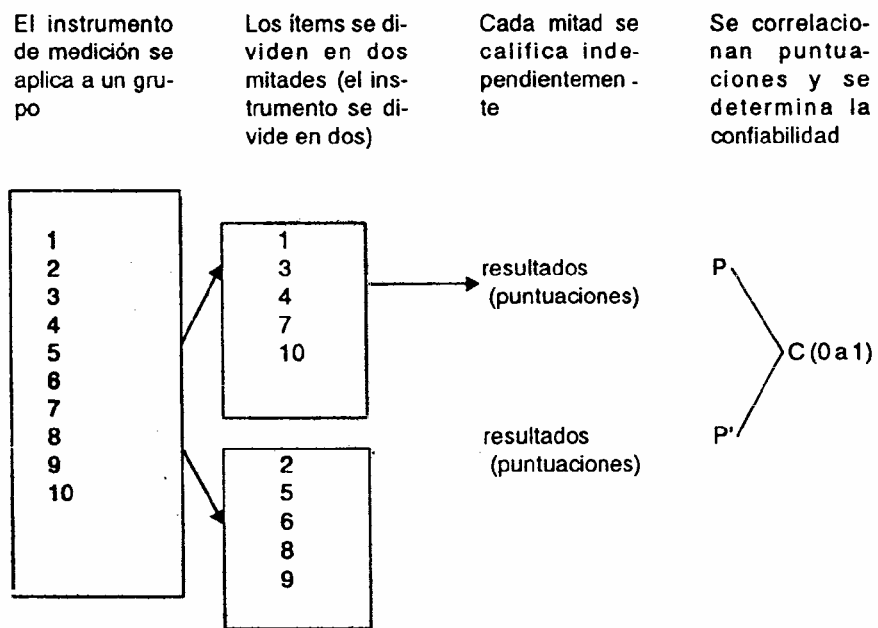 El instrumento
de medición se
aplica a un gru-
po
Los ítems se di-
viden en dos
mitades (el ins-
trumento se di-
vide en dos)
Cada mitad se
califica inde-
pendientemen -
te
Se correlacio-
nan puntua-
ciones y se
determina la
confiabilidad
1
2
3
4
5
6
7
8
9
10
1
3
4
7
10
2
5
6
8
9
resultados
(puntuaciones)
resultados
(puntuaciones)
P
P'
C (0 a 1)